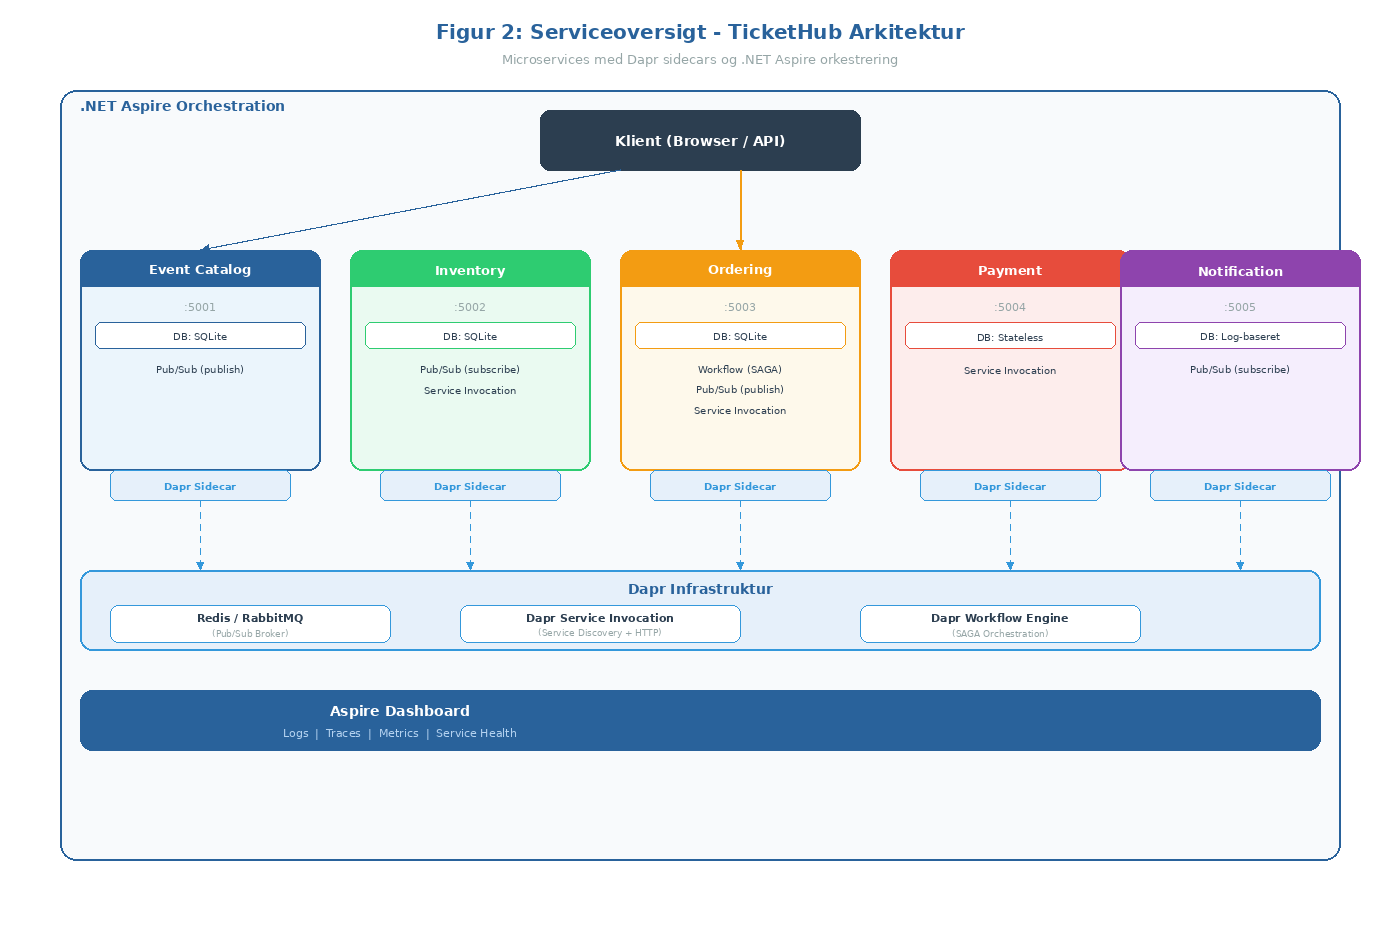 Figur 2: Serviceoversigt - TicketHub Arkitektur
Microservices med Dapr sidecars og .NET Aspire orkestrering
.NET Aspire Orchestration
Klient (Browser / API)
Event Catalog
:5001
DB: SQLite
Pub/Sub (publish)
Dapr Sidecar
Inventory
:5002
DB: SQLite
Pub/Sub (subscribe)
Service Invocation
Dapr Sidecar
Ordering
:5003
DB: SQLite
Workflow (SAGA)
Pub/Sub (publish)
Service Invocation
Dapr Sidecar
Payment
:5004
DB: Stateless
Service Invocation
Dapr Sidecar
Notification
:5005
DB: Log-baseret
Pub/Sub (subscribe)
Dapr Sidecar
Dapr Infrastruktur
Redis / RabbitMQ
(Pub/Sub Broker)
Dapr Service Invocation
(Service Discovery + HTTP)
Dapr Workflow Engine
(SAGA Orchestration)
Aspire Dashboard
Logs | Traces | Metrics | Service Health